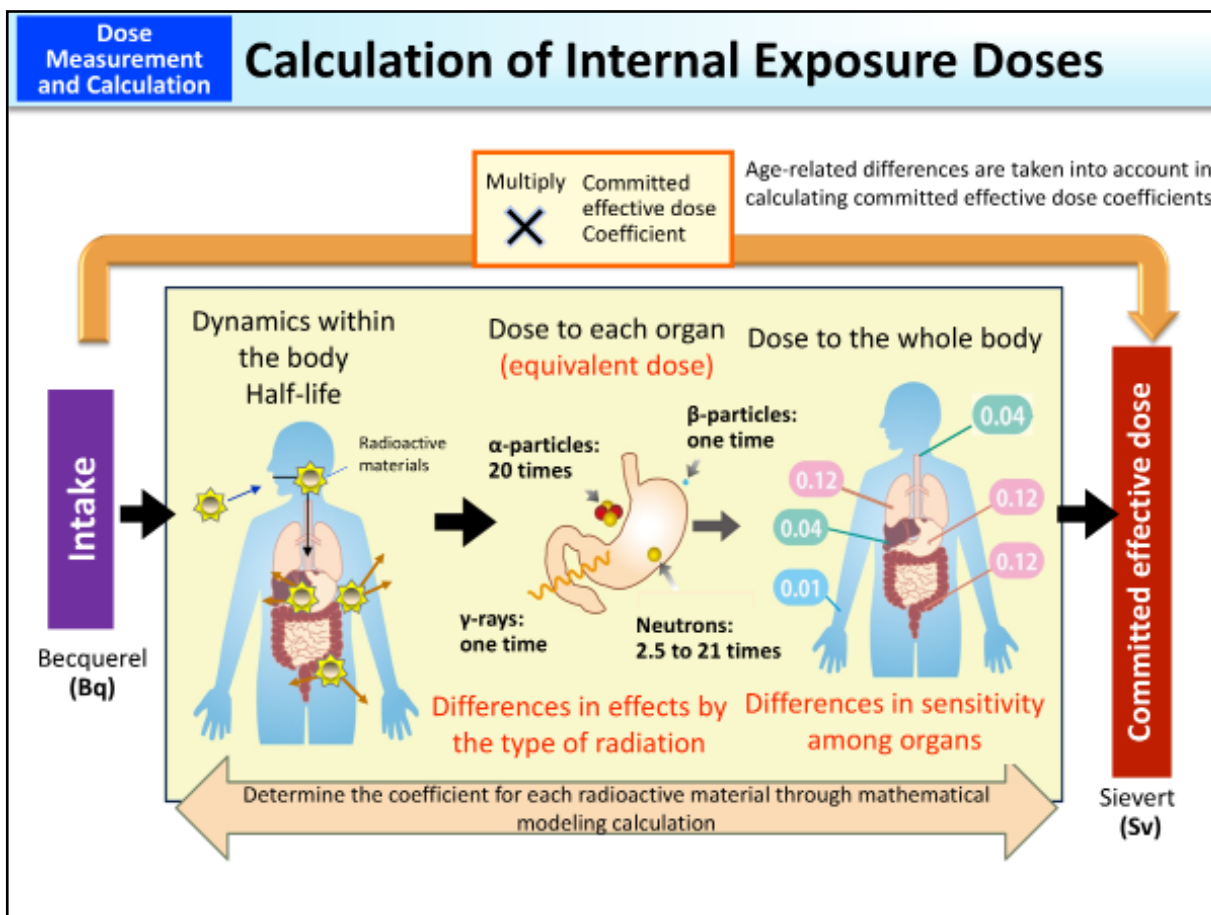 Dose
Measurement
and Calculation
Calculation of Internal Exposure Doses
Multiply
Committed
effective dose
Coefficient
Age-related differences are taken into account in
calculating committed effective dose coefficients
Dynamics within
the body
Half-life
Radioactive
materials
Dose to each organ
(equivalent dose)
α-particles:
20 times
β-particles:
one time
γ-rays:
one time
Neutrons:
2.5 to 21 times
Differences in effects by
the type of radiation
Dose to the whole body
0.04
0.12
0.12
0.04
0.12
0.01
Differences in sensitivity
among organs
Intake
Becquerel
(Bq)
Committed effective dose
Sievert
(Sv)
Determine the coefficient for each radioactive material through mathematical
modeling calculation